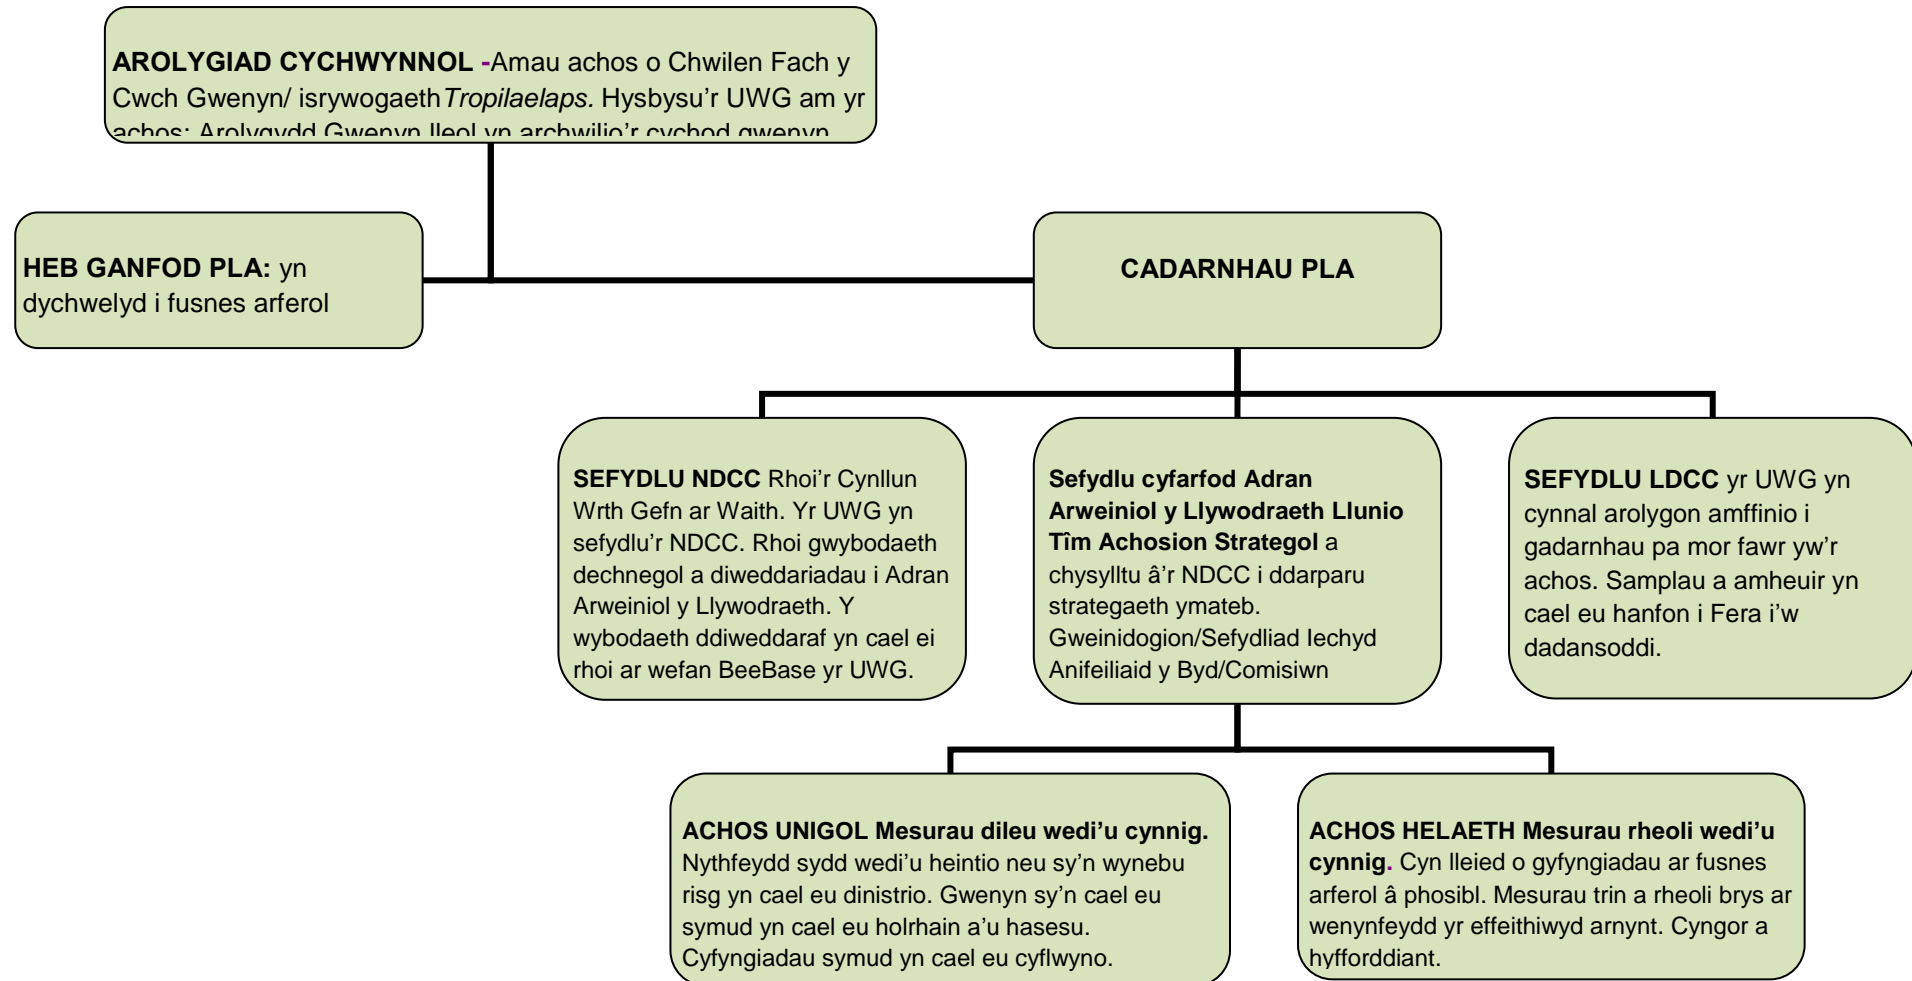 AROLYGIAD CYCHWYNNOL -Amau achos o Chwilen Fach y
Cwch Gwenyn/ isrywogaeth Tropilaelaps. Hysbysu'r UWG am yr
achos; Arolygydd Gwenyn lleol yn archwilio'r cychod gwenyn
HEB GANFOD PLA: yn
dychwelyd i fusnes arferol
CADARNHAU PLA
SEFYDLU NDCC Rhoi'r Cynllun
Wrth Gefn ar Waith. Yr UWG yn
sefydlu'r NDCC. Rhoi gwybodaeth
dechnegol a diweddariadau i Adran
Arweiniol y Llywodraeth. Y
wybodaeth ddiweddaraf yn cael ei
rhoi ar wefan BeeBase yr UWG.
Sefydlu cyfarfod Adran
Arweiniol y Llywodraeth Llunio
Tîm Achosion Strategol a
chysylltu â'r NDCC i ddarparu
strategaeth ymateb.
Gweinidogion/Sefydliad Iechyd
Anifeiliaid y Byd/Comisiwn
SEFYDLU LDCC yr UWG yn
cynnal arolygon amffinio i
gadarnhau pa mor fawr yw'r
achos. Samplau a amheuir yn
cael eu hanfon i Fera i'w
dadansoddi.
ACHOS UNIGOL Mesurau dileu wedi'u cynnig.
Nythfeydd sydd wedi'u heintio neu sy'n wynebu
risg yn cael eu dinistrio. Gwenyn sy'n cael eu
symud yn cael eu holrhain a'u hasesu.
Cyfyngiadau symud yn cael eu cyflwyno.
ACHOS HELAETH Mesurau rheoli wedi'u
cynnig. Cyn lleied o gyfyngiadau ar fusnes
arferol â phosibl. Mesurau trin a rheoli brys ar
wenynfeydd yr effeithiwyd arnynt. Cyngor a
hyfforddiant.